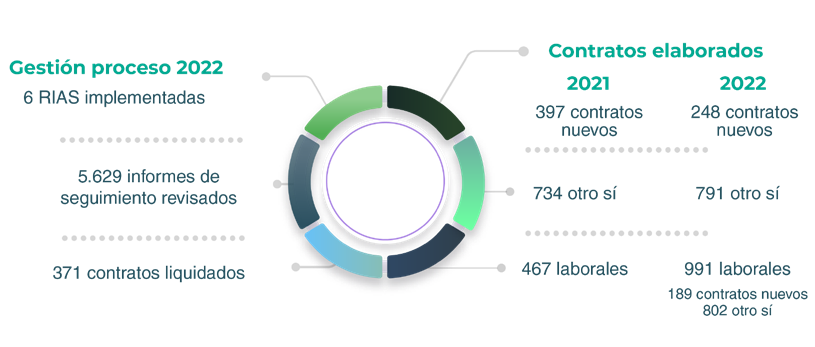 Gestión proceso 2022
6 RIAS implementadas
5.629 informes de
seguimiento revisados
371 contratos liquidados
Contratos elaborados
2021
2022
397 contratos
nuevos
248 contratos
nuevos
734 otro sí
791 otro sí
467 laborales
991 laborales
189 contratos nuevos
802 otro sí